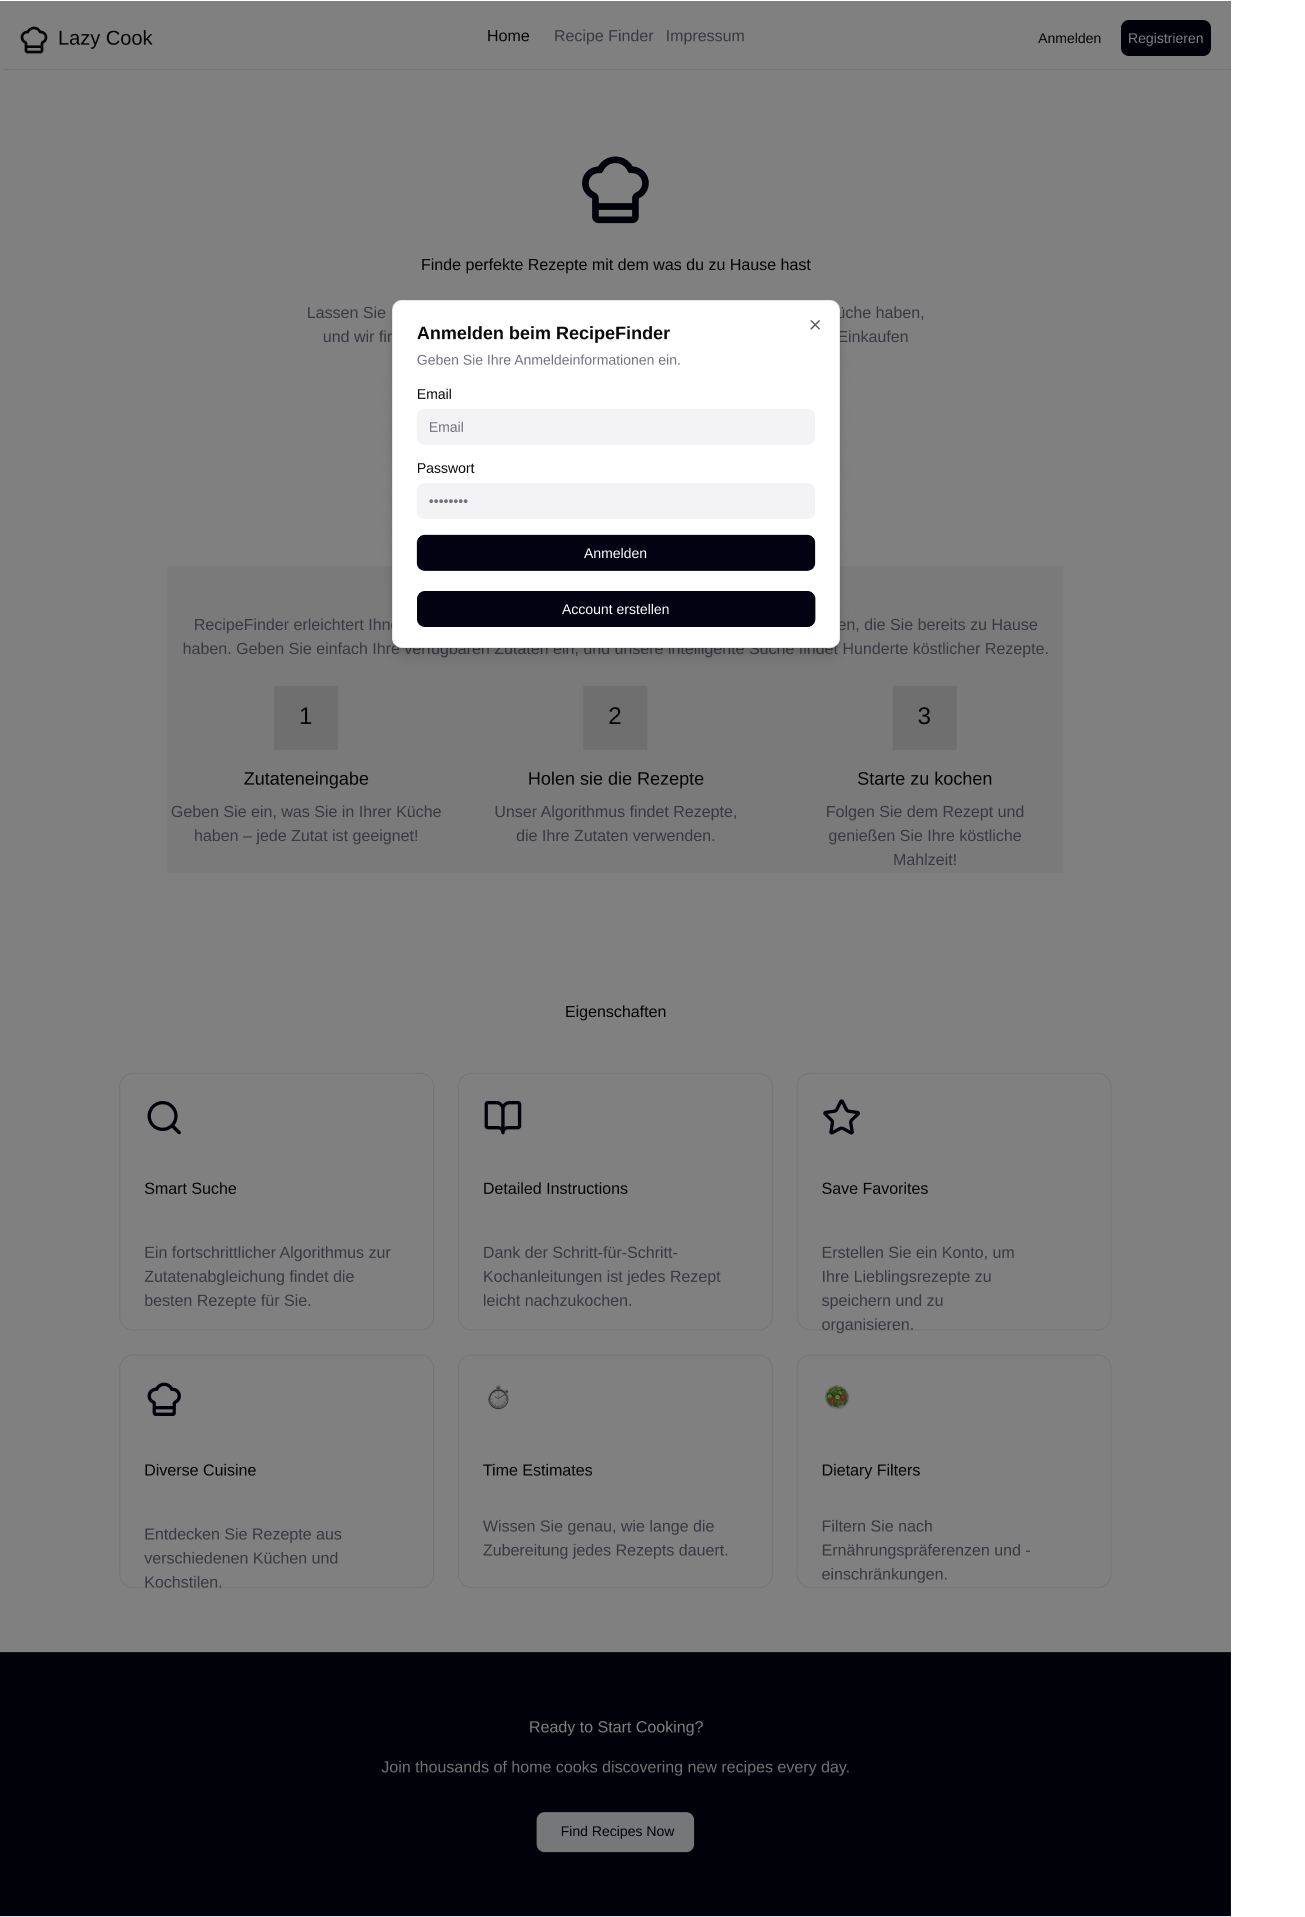 Lazy Cook
Home Recipe Finder Impressum
Anmelden Registrieren
Finde perfekte Rezepte mit dem was du zu Hause hast
Lassen Sie üche haben,
und wir Einkaufen
Anmelden beim RecipeFinder
Geben Sie Ihre Anmeldeinformationen ein.
Email
Email
Passwort
••••••••
Anmelden
Account erstellen
RecipeFinder erleichtert en, die Sie bereits zu Hause
haben. Geben Sie einfach Ihre verfügbaren Zutaten ein, und unsere intelligente Suche findet Hunderte köstlicher Rezepte.
1
Zutateneingabe
Geben Sie ein, was Sie in Ihrer Küche
haben – jede Zutat ist geeignet!
2
Holen sie die Rezepte
Unser Algorithmus findet Rezepte,
die Ihre Zutaten verwenden.
3
Starte zu kochen
Folgen Sie dem Rezept und
genießen Sie Ihre köstliche
Mahlzeit!
Eigenschaften
Smart Suche
Ein fortschrittlicher Algorithmus zur
Zutatenabgleichung findet die
besten Rezepte für Sie.
Detailed Instructions
Dank der Schritt-für-Schritt-
Kochanleitungen ist jedes Rezept
leicht nachzukochen.
Save Favorites
Erstellen Sie ein Konto, um
Ihre Lieblingsrezepte zu
speichern und zu
organisieren.
Diverse Cuisine
Entdecken Sie Rezepte aus
verschiedenen Küchen und
Kochstilen.
Time Estimates
Wissen Sie genau, wie lange die
Zubereitung jedes Rezepts dauert.
Dietary Filters
Filtern Sie nach
Ernährungspräferenzen und -
einschränkungen.
Ready to Start Cooking?
Join thousands of home cooks discovering new recipes every day.
Find Recipes Now